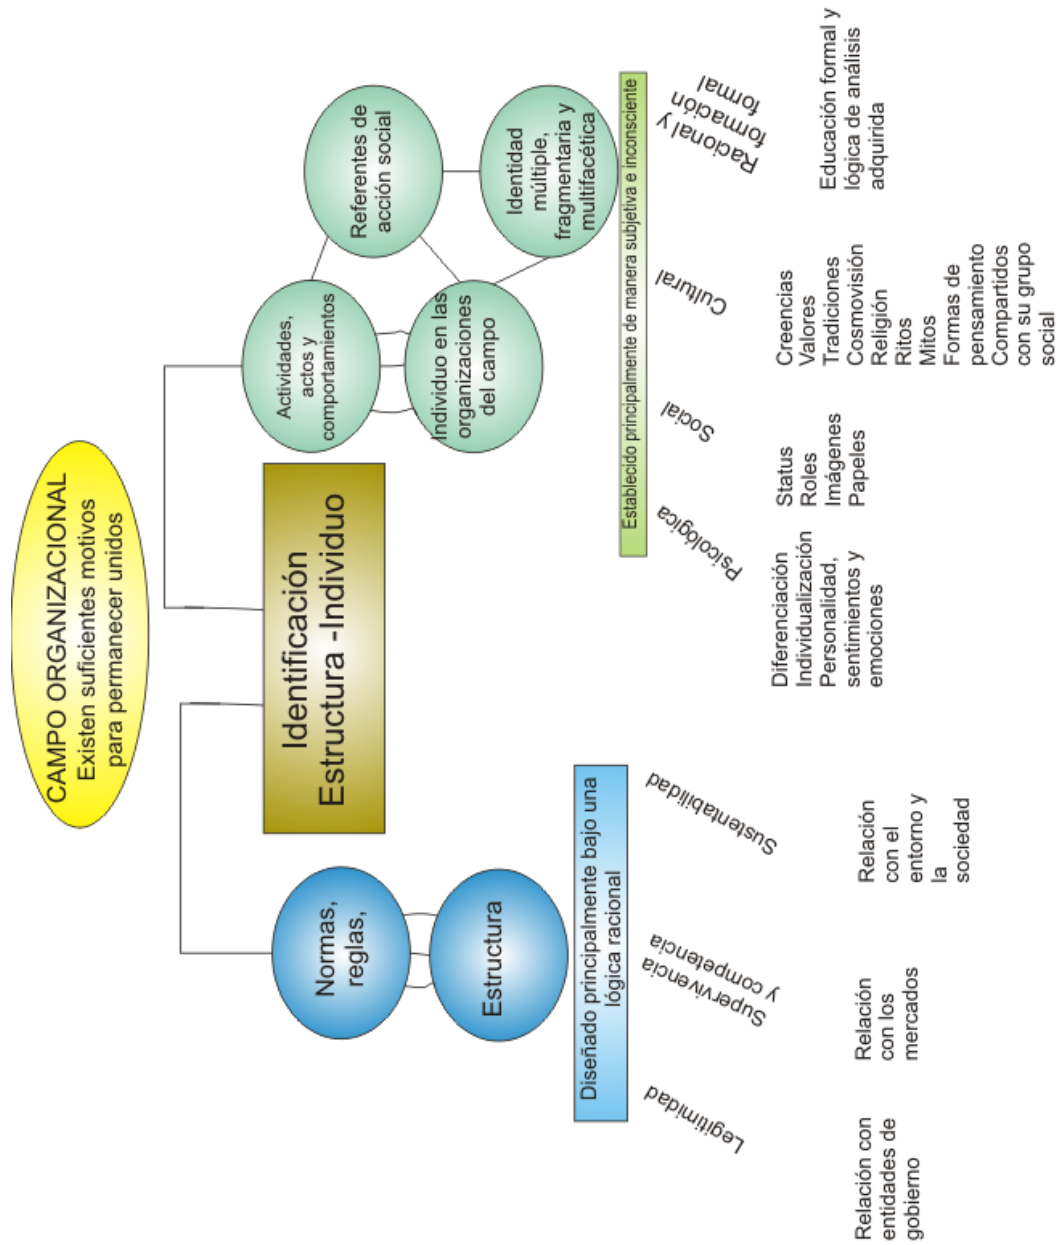 CAMPO ORGANIZACIONAL
Existen suficientes motivos
para permanecer unidos
Identificación
Estructura -Individuo
Normas,
reglas,
Estructura
Diseñado principalmente bajo una
lógica racional
Legitimidad
Supervivencia
y competencia
Sustentabilidad
Relación con
entidades de
gobierno
Relación
con los
mercados
Relación
con el
entorno y
la
sociedad
Actividades,
actos y
comportamientos
Referentes de
acción social
Individuo en las
organizaciones
del campo
Identidad
múltiple,
fragmentaria y
multifacética
Establecido principalmente de manera subjetiva e inconsciente
Psicológica
Social
Cultural
Racional y
formación
formal
Diferenciación
Individualización
Personalidad,
sentimientos y
emociones
Status
Roles
Imágenes
Papeles
Creencias
Valores
Tradiciones
Cosmovisión
Religión
Ritos
Mitos
Formas de
pensamiento
Compartidos
con su grupo
social
Educación formal y
lógica de análisis
adquirida